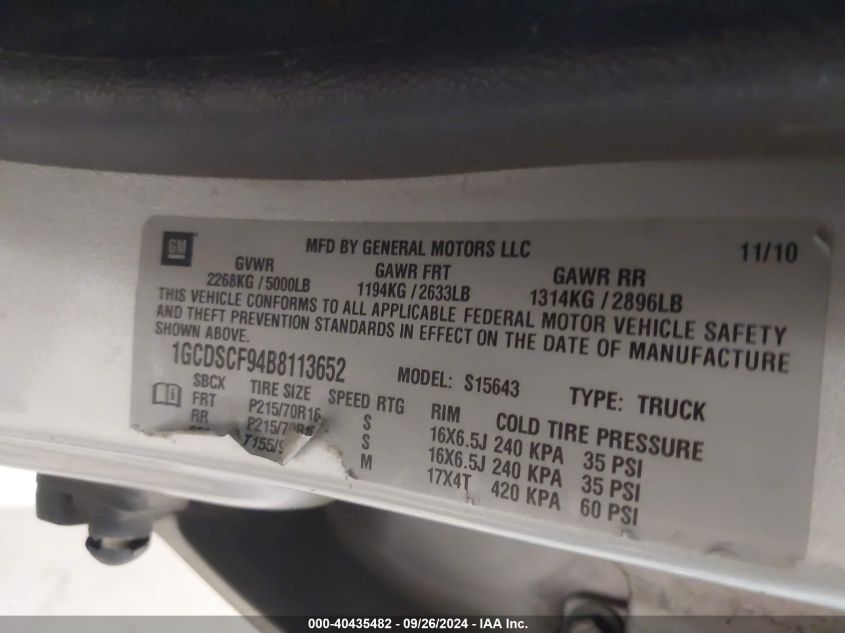 GM
MFD BY GENERAL MOTORS LLC 11/10
GVWR GAWR FRT GAWR RR
2268KG / 5000LB 1194KG / 2633LB 1314KG / 2896LB
THIS VEHICLE CONFORMS TO ALL APPLICABLE FEDERAL MOTOR VEHICLE SAFETY
AND THEFT PREVENTION STANDARDS IN EFFECT ON THE DATE OF MANUFACTURE
SHOWN ABOVE.
1GCDSCF94B8113652 MODEL: S15643 TYPE: TRUCK
SBCX TIRE SIZE SPEED RTG RIM COLD TIRE PRESSURE
FRT P215/70R16 S 16X6.5J 240 KPA 35 PSI
RR P215/70R16 S 16X6.5J 240 KPA 35 PSI
M 17X4T 420 KPA 60 PSI
000-40435482 - 09/26/2024 - IAA Inc.